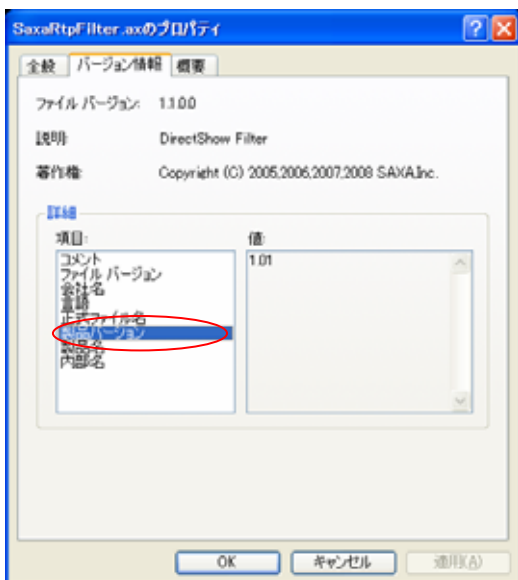 SaxaRtpFilter.axのプロパティ
全般 バージョン情報 概要
ファイル バージョン: 1.1.0.0
説明: DirectShow Filter
著作権: Copyright (C) 2005,2006,2007,2008 SAXA,Inc.
詳細
項目: 値:
コメント 1.01
ファイル バージョン
会社名
言語
正式ファイル名
製品バージョン
製品名
内部名
OK キャンセル 適用(A)